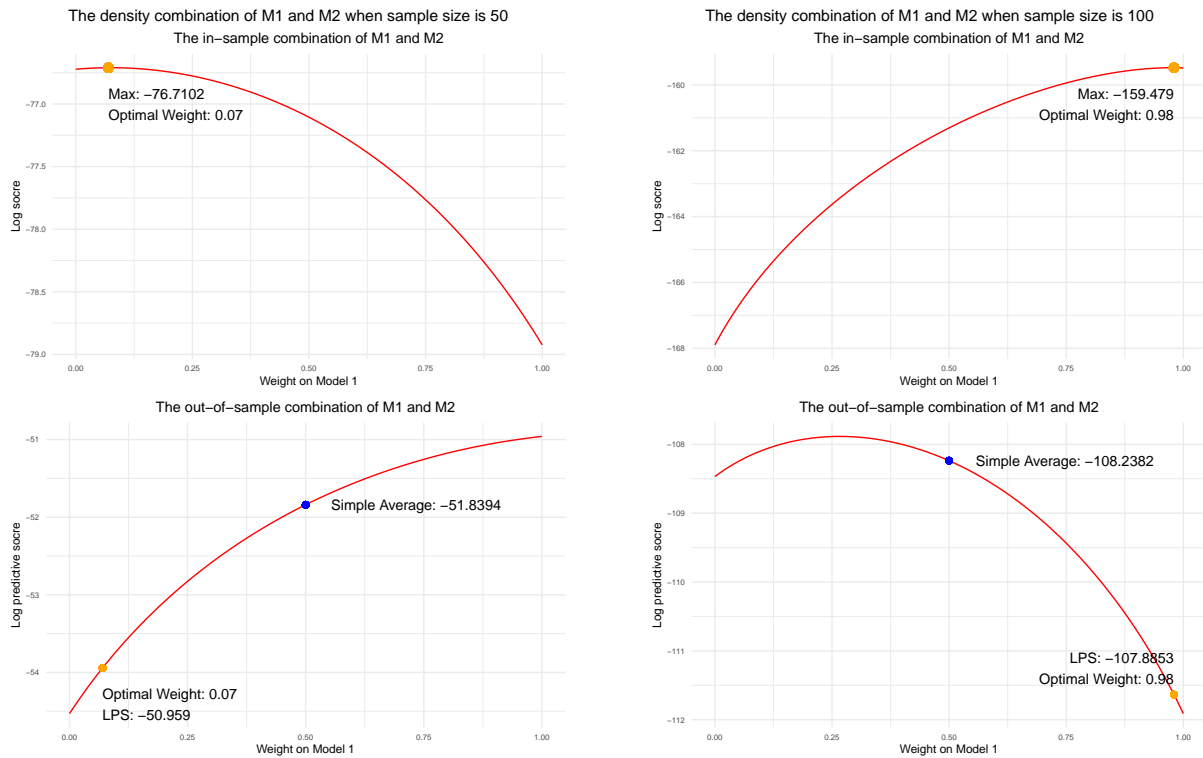 The density combination of M1 and M2 when sample size is 50
The in−sample combination of M1 and M2
Max: −76.7102
Optimal Weight: 0.07
−77.0
−77.5
−78.0
−78.5
−79.0
Log socre
0.00 0.25 0.50 0.75 1.00
Weight on Model 1
The density combination of M1 and M2 when sample size is 100
The in−sample combination of M1 and M2
Max: −159.479
Optimal Weight: 0.98
−160
−162
−164
−166
−168
Log socre
0.00 0.25 0.50 0.75 1.00
Weight on Model 1
The out−of−sample combination of M1 and M2
−51
−52
−53
−54
Log predictive socre
Simple Average: −51.8394
Optimal Weight: 0.07
LPS: −50.959
0.00 0.25 0.50 0.75 1.00
Weight on Model 1
The out−of−sample combination of M1 and M2
−108
−109
−110
−111
−112
Log predictive socre
Simple Average: −108.2382
LPS: −107.8853
Optimal Weight: 0.98
0.00 0.25 0.50 0.75 1.00
Weight on Model 1